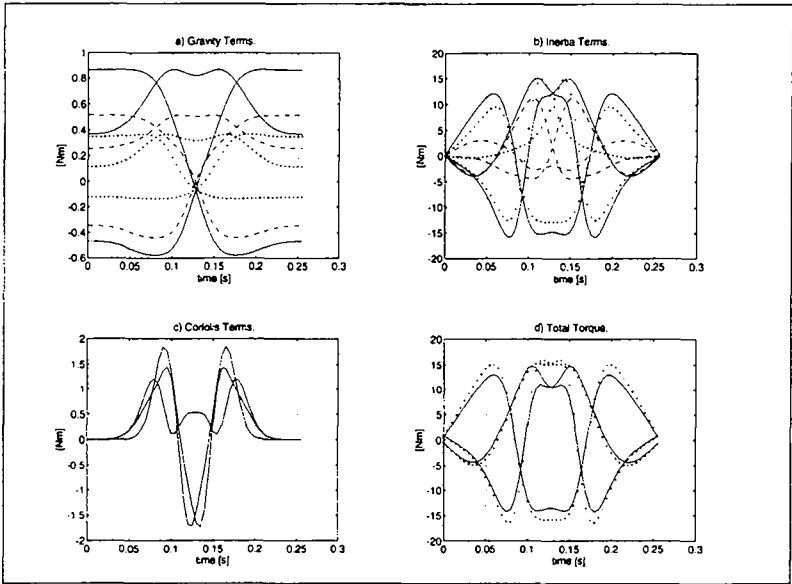 a) Gravity Terms.
1
0.8
0.6
0.4
0.2
0
-0.2
-0.4
-0.6
[Nm]
0 0.05 0.1 0.15 0.2 0.25 0.3
time [s]
b) Inertia Terms.
20
15
10
5
0
-5
-10
-15
-20
[Nm]
0 0.05 0.1 0.15 0.2 0.25 0.3
time [s]
c) Coriol-s Terms.
2
1.5
1
0.5
0
-0.5
-1
-1.5
-2
[Nm]
0 0.05 0.1 0.15 0.2 0.25 0.3
time [s]
d) Total Torque.
20
15
10
5
0
-5
-10
-15
-20
[Nm]
0 0.05 0.1 0.15 0.2 0.25 0.3
time [s]